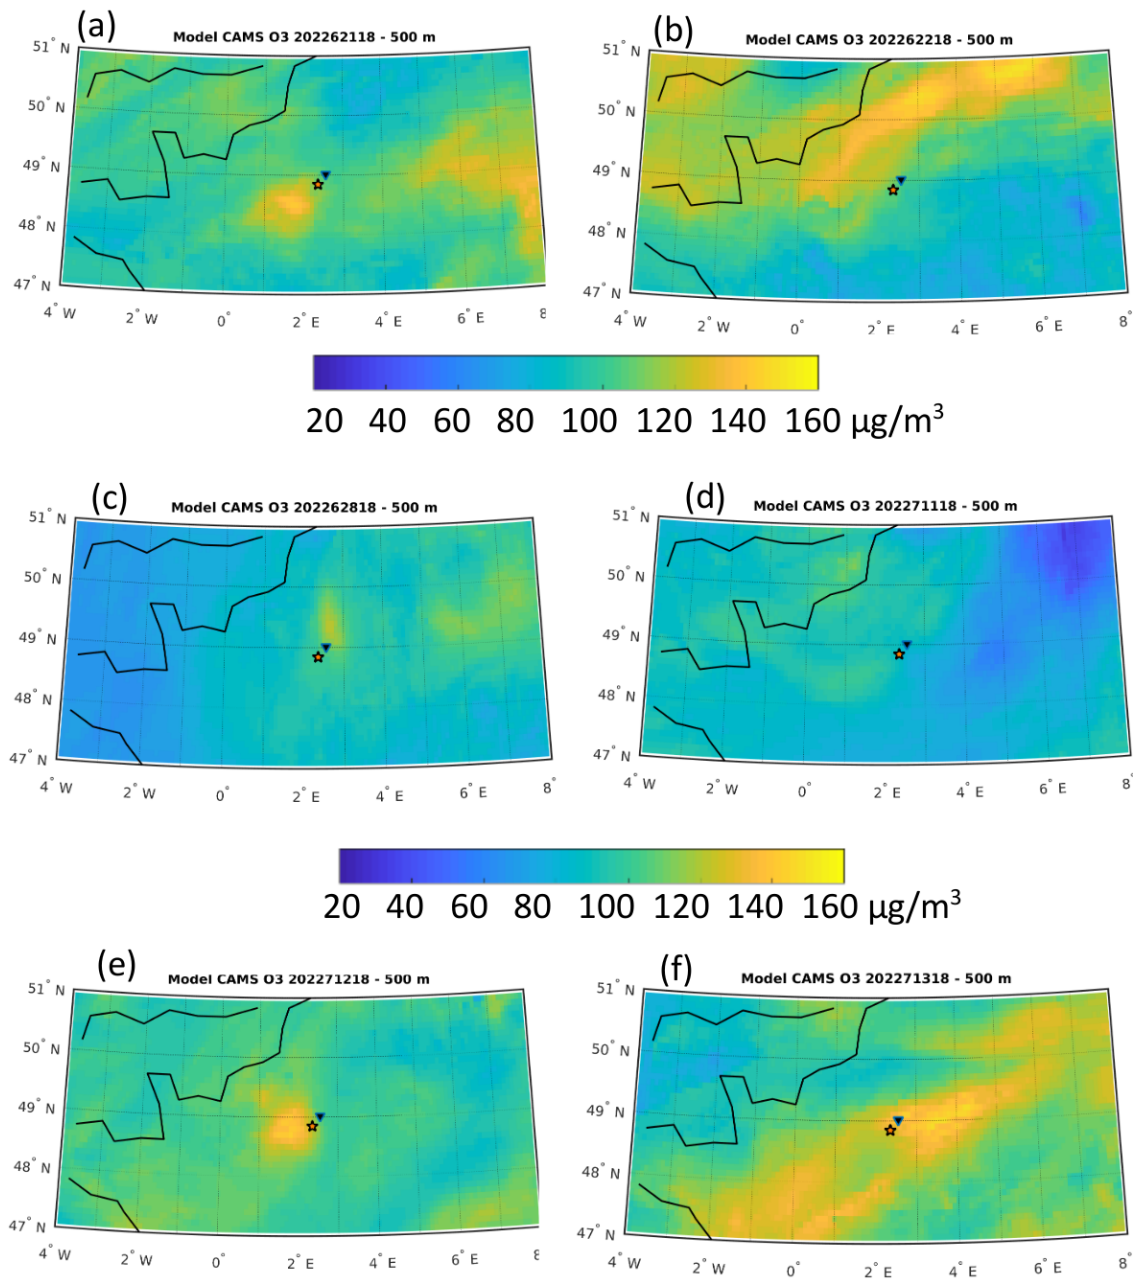 (a)
Model CAMS O3 202262118 - 500 m
51° N
50° N
49° N
48° N
47° N
4° W
2° W
0°
2° E
4° E
6° E
8
(b)
Model CAMS O3 202262218 - 500 m
51° N
50° N
49° N
48° N
47° N
4° W
2° W
0°
2° E
4° E
6° E
8°
20 40 60 80 100 120 140 160 µg/m³
(c)
Model CAMS O3 202262818 - 500 m
51° N
50° N
49° N
48° N
47° N
4° W
2° W
0°
2° E
4° E
6° E
8°
(d)
Model CAMS O3 202271118 - 500 m
51° N
50° N
49° N
48° N
47° N
4° W
2° W
0°
2° E
4° E
6° E
8°
20 40 60 80 100 120 140 160 µg/m³
(e)
Model CAMS O3 202271218 - 500 m
51° N
50° N
49° N
48° N
47° N
4° W
2° W
0°
2° E
4° E
6° E
8
(f)
Model CAMS O3 202271318 - 500 m
51° N
50° N
49° N
48° N
47° N
4° W
2° W
0°
2° E
4° E
6° E
8°